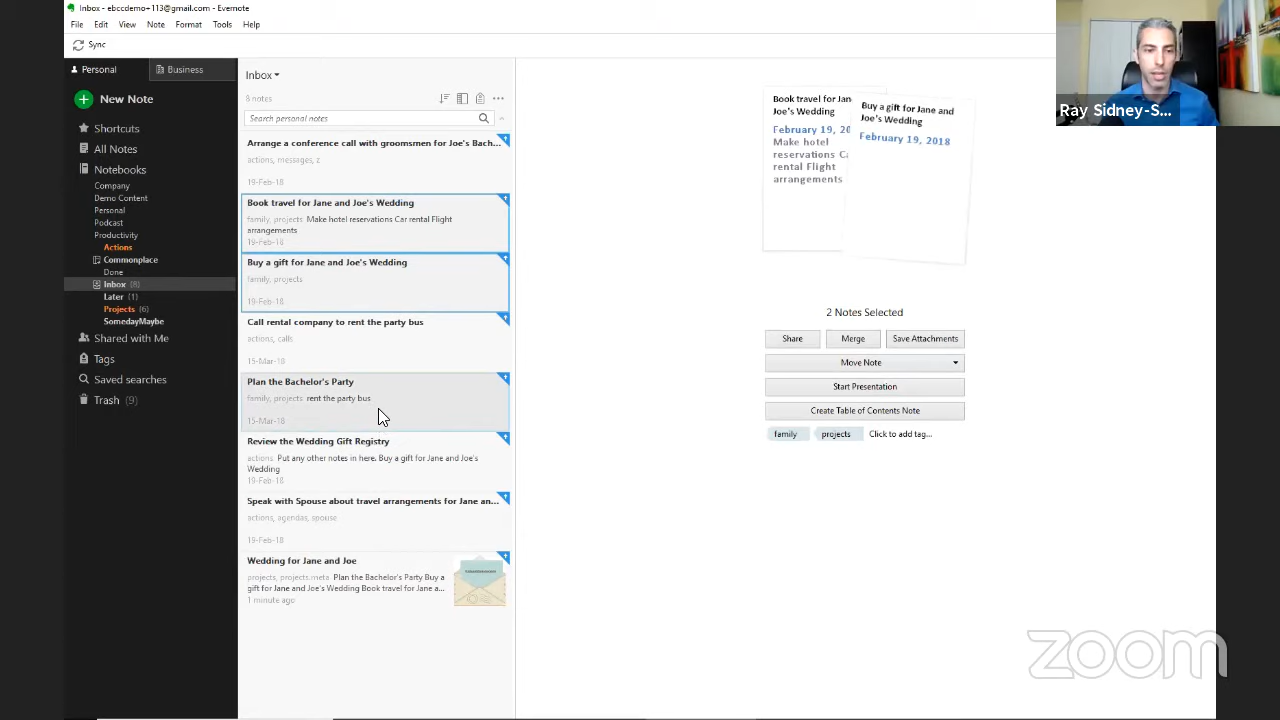 Inbox - ebccdemo+113@gmail.com - Evernote
File Edit View Note Format Tools Help
Sync
Personal
Business
New Note
Shortcuts
All Notes
Notebooks
Company
Demo Content
Personal
Podcast
Productivity
Actions
Commonplace
Done
Inbox (8)
Later (1)
Projects (6)
SomedayMaybe
Shared with Me
Tags
Saved searches
Trash (9)
Inbox
8 notes
Search personal notes
Arrange a conference call with groomsmen for Joe's Bach...
actions, messages, z
19-Feb-18
Book travel for Jane and Joe's Wedding
family, projects Make hotel reservations Car rental Flight
arrangements
19-Feb-18
Buy a gift for Jane and Joe's Wedding
family, projects
19-Feb-18
Call rental company to rent the party bus
actions, calls
15-Mar-18
Plan the Bachelor's Party
family, projects rent the party bus
15-Mar-18
Review the Wedding Gift Registry
actions Put any other notes in here. Buy a gift for Jane and Joe's
Wedding
19-Feb-18
Speak with Spouse about travel arrangements for Jane an...
actions, agendas, spouse
19-Feb-18
Wedding for Jane and Joe
projects, projects.meta Plan the Bachelor's Party Buy a
gift for Jane and Joe's Wedding Book travel for Jane a...
1 minute ago
Book travel for Jan
Joe's Wedding
February 19, 20
Make hotel
reservations Ca
rental Flight
arrangements
Buy a gift for Jane and
Joe's Wedding
February 19, 2018
2 Notes Selected
Share Merge Save Attachments
Move Note
Start Presentation
Create Table of Contents Note
family projects Click to add tag...
Ray Sidney-S...
zoom